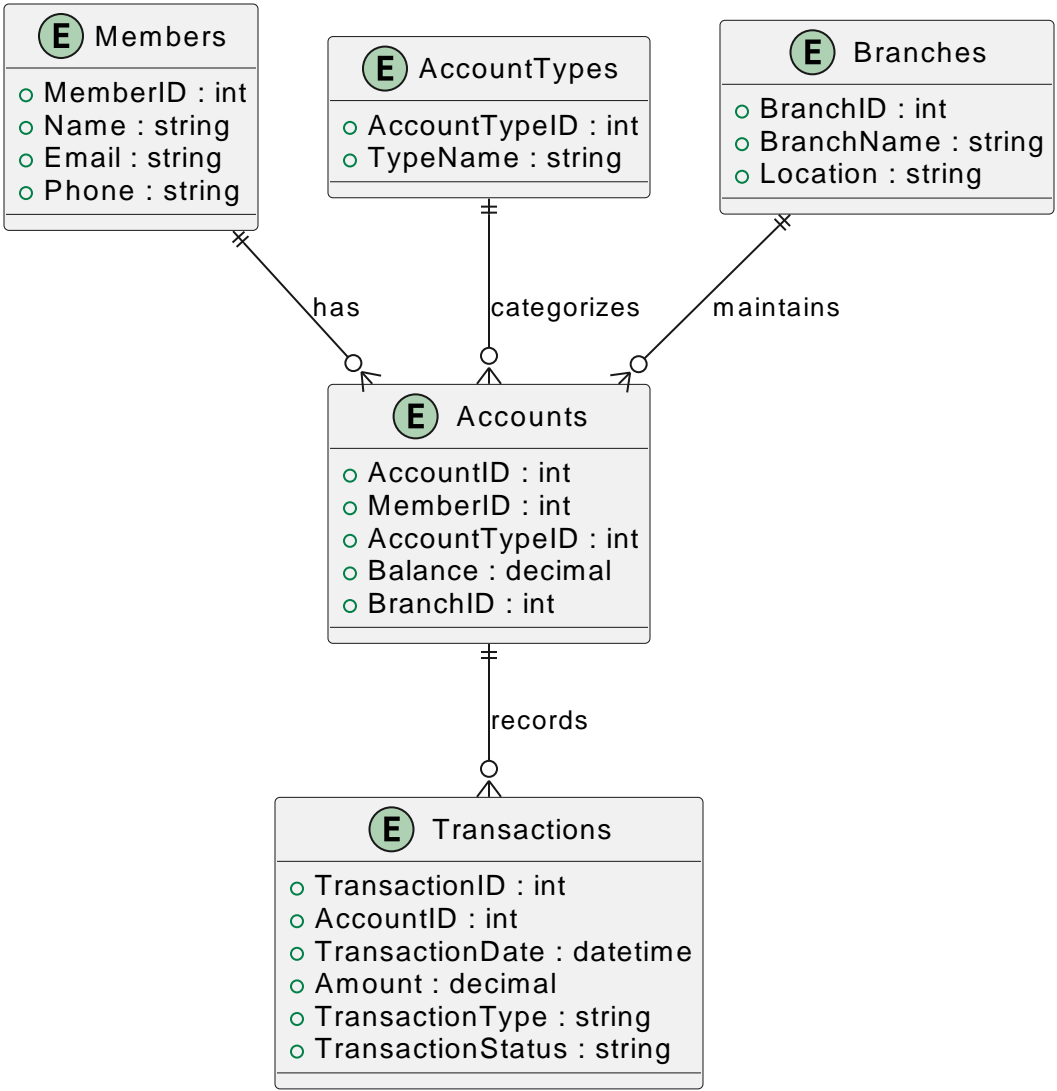 E Members
MemberID : int
Name : string
Email : string
Phone : string
E AccountTypes
AccountTypeID : int
TypeName : string
E Branches
BranchID : int
BranchName : string
Location : string
has
categorizes
maintains
E Accounts
AccountID : int
MemberID : int
AccountTypeID : int
Balance : decimal
BranchID : int
records
E Transactions
TransactionID : int
AccountID : int
TransactionDate : datetime
Amount : decimal
TransactionType : string
TransactionStatus : string